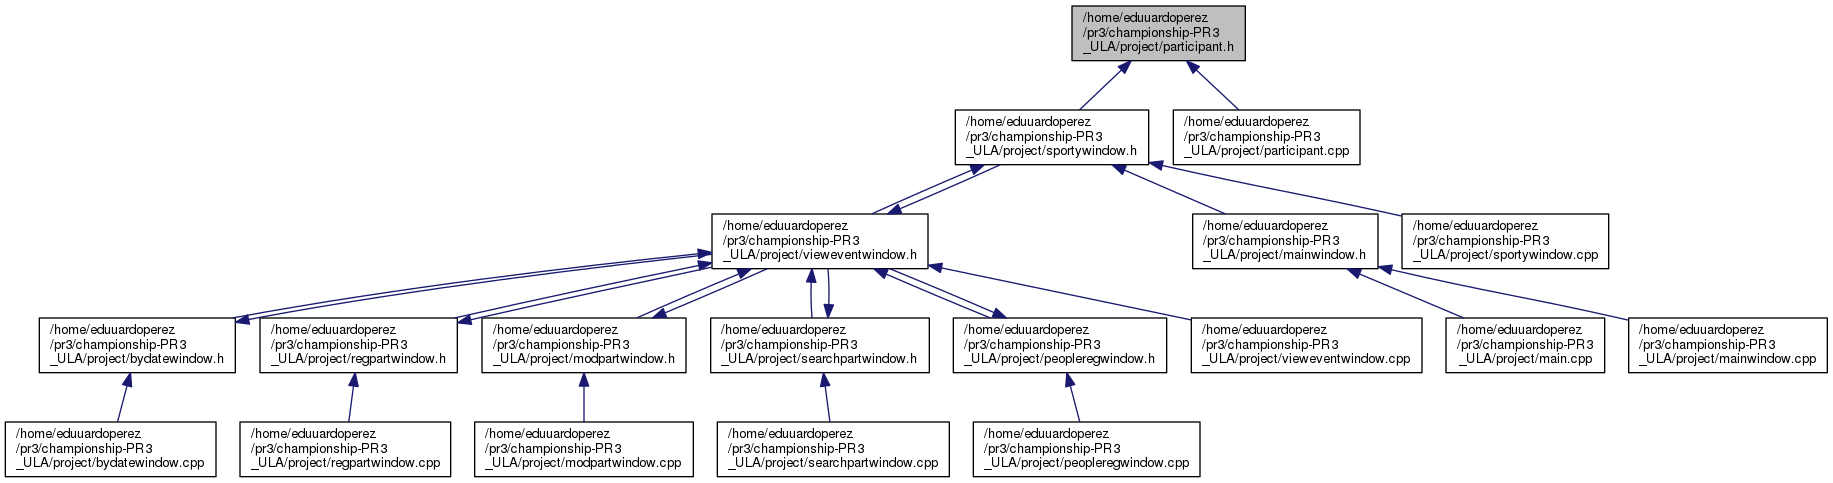 /home/eduuardoperez
/pr3/championship-PR3
_ULA/project/participant.h
/home/eduuardoperez
/pr3/championship-PR3
_ULA/project/sportywindow.h
/home/eduuardoperez
/pr3/championship-PR3
_ULA/project/participant.cpp
/home/eduuardoperez
/pr3/championship-PR3
_ULA/project/vieweventwindow.h
/home/eduuardoperez
/pr3/championship-PR3
_ULA/project/mainwindow.h
/home/eduuardoperez
/pr3/championship-PR3
_ULA/project/sportywindow.cpp
/home/eduuardoperez
/pr3/championship-PR3
_ULA/project/bydatewindow.h
/home/eduuardoperez
/pr3/championship-PR3
_ULA/project/regpartwindow.h
/home/eduuardoperez
/pr3/championship-PR3
_ULA/project/modpartwindow.h
/home/eduuardoperez
/pr3/championship-PR3
_ULA/project/searchpartwindow.h
/home/eduuardoperez
/pr3/championship-PR3
_ULA/project/peopleregwindow.h
/home/eduuardoperez
/pr3/championship-PR3
_ULA/project/vieweventwindow.cpp
/home/eduuardoperez
/pr3/championship-PR3
_ULA/project/main.cpp
/home/eduuardoperez
/pr3/championship-PR3
_ULA/project/mainwindow.cpp
/home/eduuardoperez
/pr3/championship-PR3
_ULA/project/bydatewindow.cpp
/home/eduuardoperez
/pr3/championship-PR3
_ULA/project/regpartwindow.cpp
/home/eduuardoperez
/pr3/championship-PR3
_ULA/project/modpartwindow.cpp
/home/eduuardoperez
/pr3/championship-PR3
_ULA/project/searchpartwindow.cpp
/home/eduuardoperez
/pr3/championship-PR3
_ULA/project/peopleregwindow.cpp